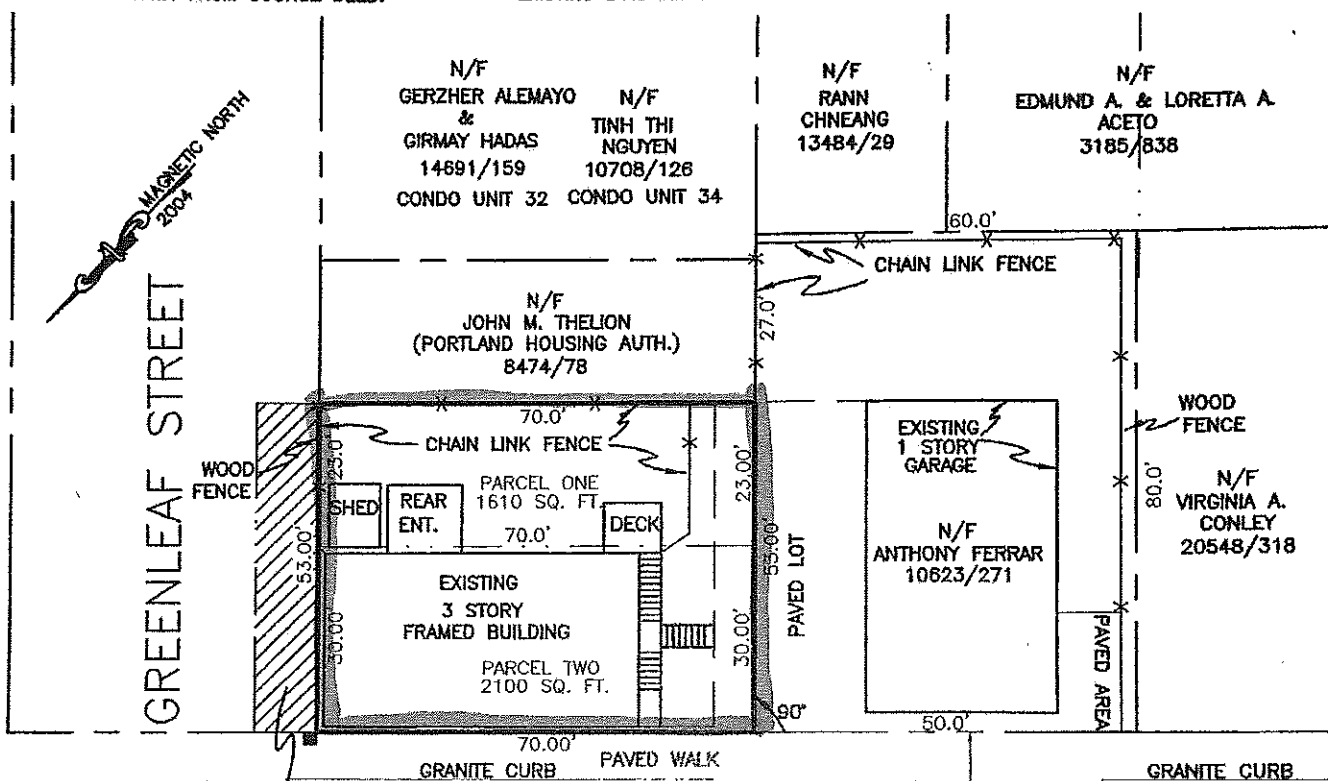 N/F
GERZHER ALEMAYO
&
GIRMAY HADAS
14691/159
CONDO UNIT 32
N/F
TINH THI
NGUYEN
10708/126
CONDO UNIT 34
N/F
RANN
CHNEANG
13484/29
N/F
EDMUND A. & LORETTA A.
ACETO
3185/838
MAGNETIC NORTH
2004
GREENLEAF STREET
60.0'
CHAIN LINK FENCE
27.0'
N/F
JOHN M. THELION
(PORTLAND HOUSING AUTH.)
8474/78
70.0'
CHAIN LINK FENCE
WOOD
FENCE
PARCEL ONE
1610 SQ. FT.
23.00'
SHED
REAR
ENT.
DECK
70.0'
53.00'
EXISTING
3 STORY
FRAMED BUILDING
30.00
PARCEL TWO
2100 SQ. FT.
30.00'
PAVED LOT
90°
EXISTING
1 STORY
GARAGE
N/F
ANTHONY FERRAR
10623/271
WOOD
FENCE
80.0'
N/F
VIRGINIA A.
CONLEY
20548/318
PAVED AREA
50.0'
70.00'
PAVED WALK
GRANITE CURB
GRANITE CURB